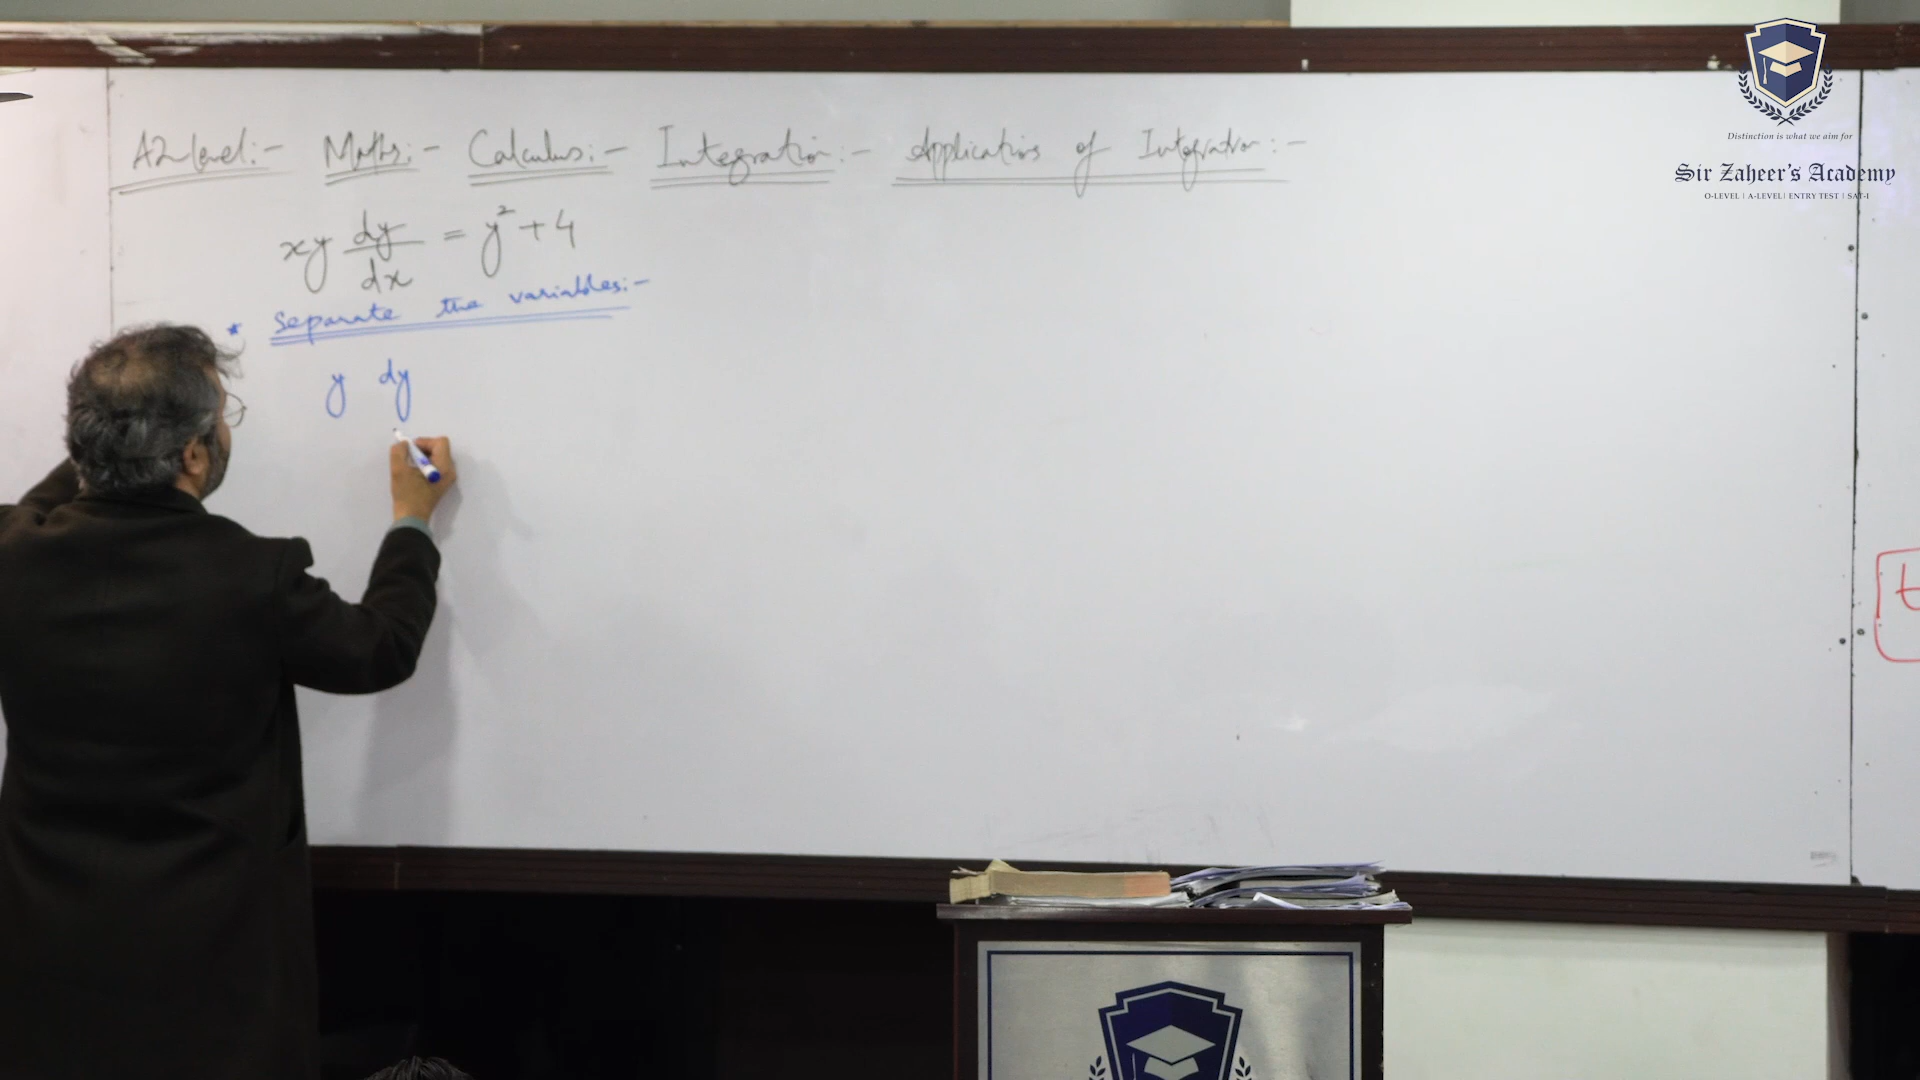 A2 level:- Maths:- Calculus:- Integration:- Applications of Integration:-
xy dy/dx = y² + 4
* Separate the variables:-
y dy
Distinction is what we aim for
Sir Zaheer's Academy
O-LEVEL | A-LEVEL | ENTRY TEST | SAT-I